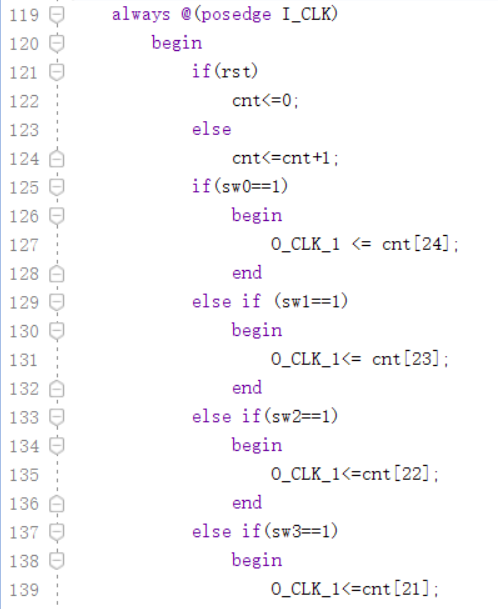 119 always @(posedge I_CLK)
120 begin
121 if(rst)
122 cnt<=0;
123 else
124 cnt<=cnt+1;
125 if(sw0==1)
126 begin
127 O_CLK_1 <= cnt[24];
128 end
129 else if (sw1==1)
130 begin
131 O_CLK_1<= cnt[23];
132 end
133 else if(sw2==1)
134 begin
135 O_CLK_1<=cnt[22];
136 end
137 else if(sw3==1)
138 begin
139 O_CLK_1<=cnt[21];